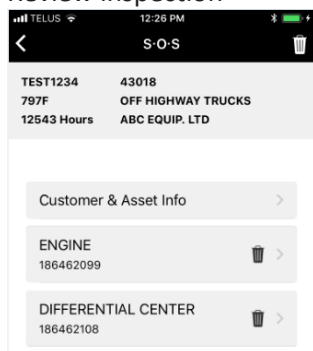 Review Inspection
TELUS 12:26 PM
S·O·S
TEST1234 43018
797F OFF HIGHWAY TRUCKS
12543 Hours ABC EQUIP. LTD
Customer & Asset Info
ENGINE
186462099
DIFFERENTIAL CENTER
186462108